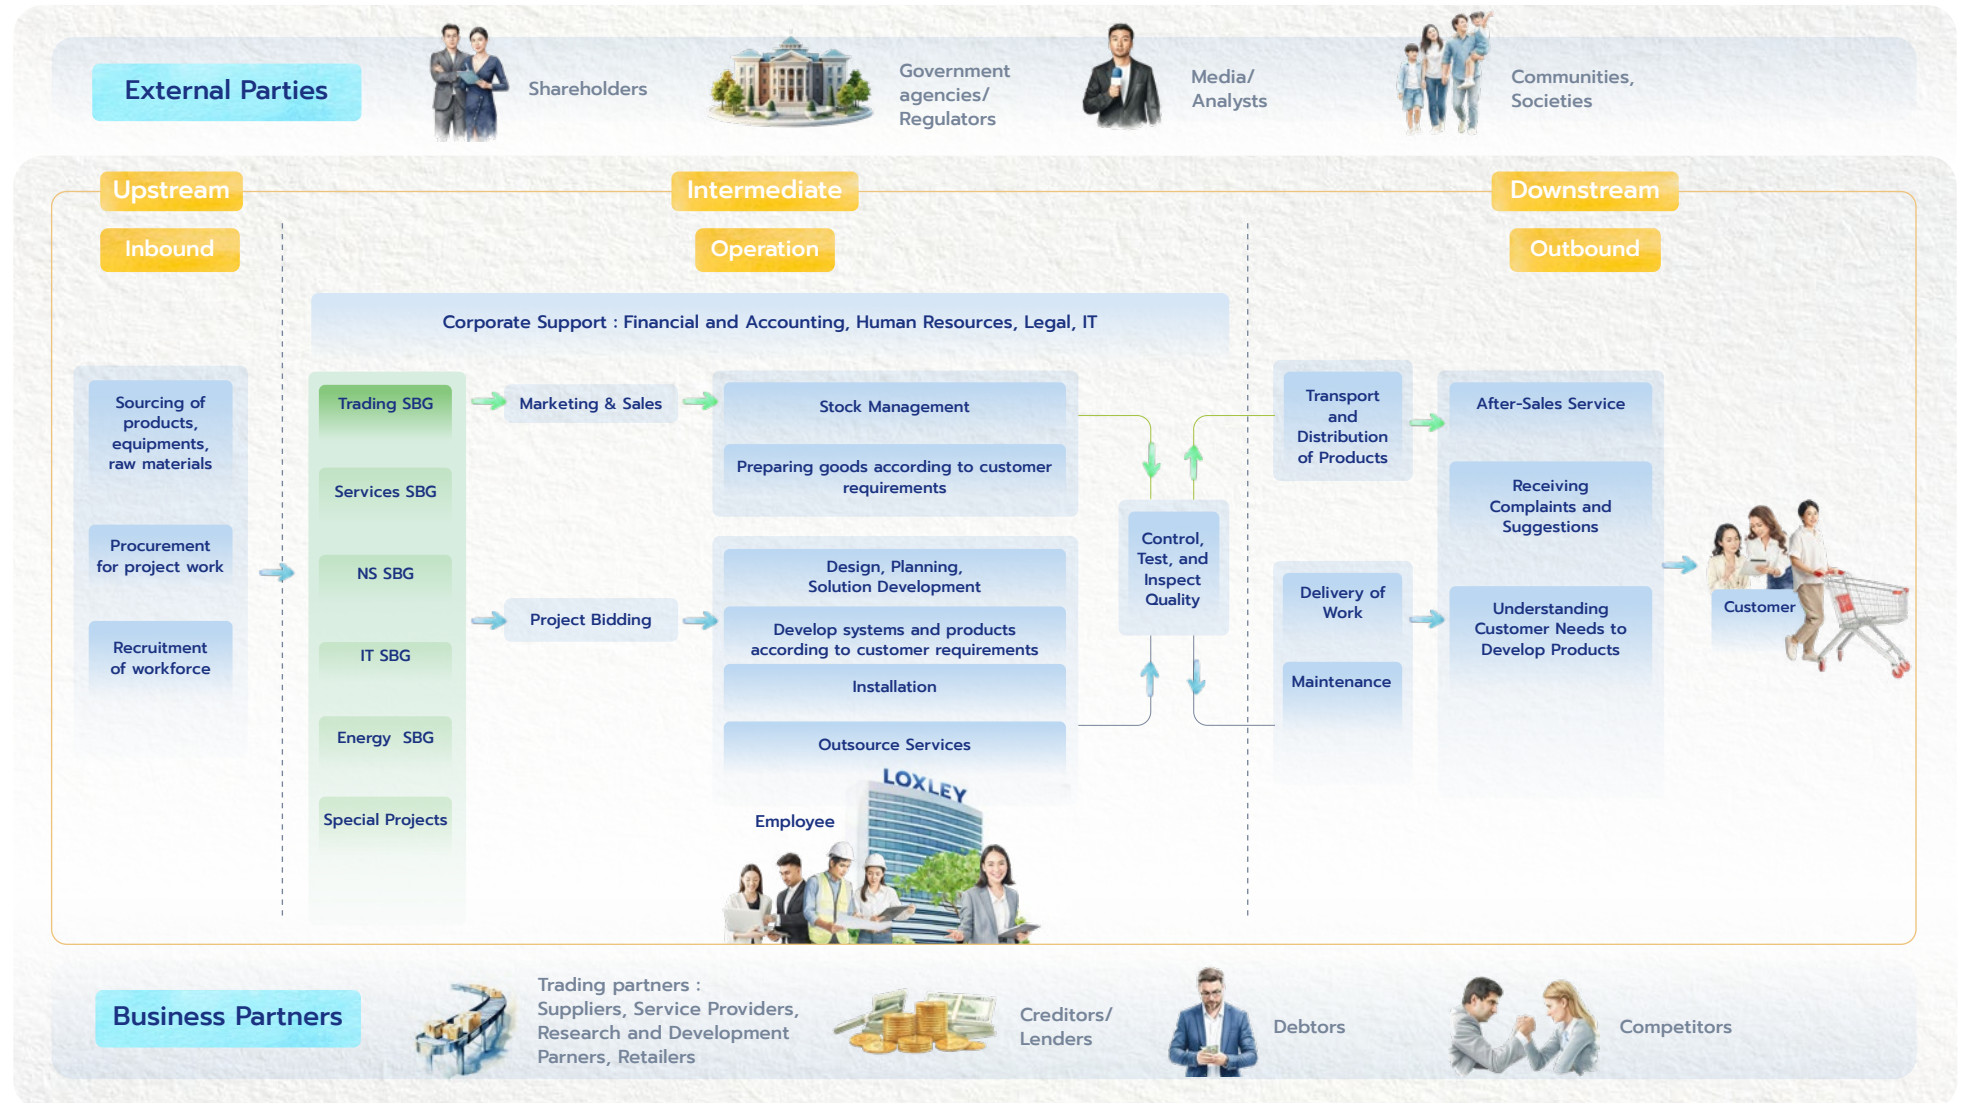 External Parties
Shareholders
Government
agencies/
Regulators
Media/
Analysts
Communities,
Societies
Upstream
Intermediate
Downstream
Inbound
Operation
Outbound
Corporate Support : Financial and Accounting, Human Resources, Legal, IT
Sourcing of
products,
equipments,
raw materials
Procurement
for project work
Recruitment
of workforce
Trading SBG
Services SBG
NS SBG
IT SBG
Energy SBG
Special Projects
Marketing & Sales
Project Bidding
Stock Management
Preparing goods according to customer
requirements
Design, Planning,
Solution Development
Develop systems and products
according to customer requirements
Installation
Outsource Services
LOXLEY
Employee
Control,
Test, and
Inspect
Quality
Transport
and
Distribution
of Products
Delivery of
Work
Maintenance
After-Sales Service
Receiving
Complaints and
Suggestions
Understanding
Customer Needs to
Develop Products
Customer
Business Partners
Trading partners :
Suppliers, Service Providers,
Research and Development
Parners, Retailers
Creditors/
Lenders
Debtors
Competitors